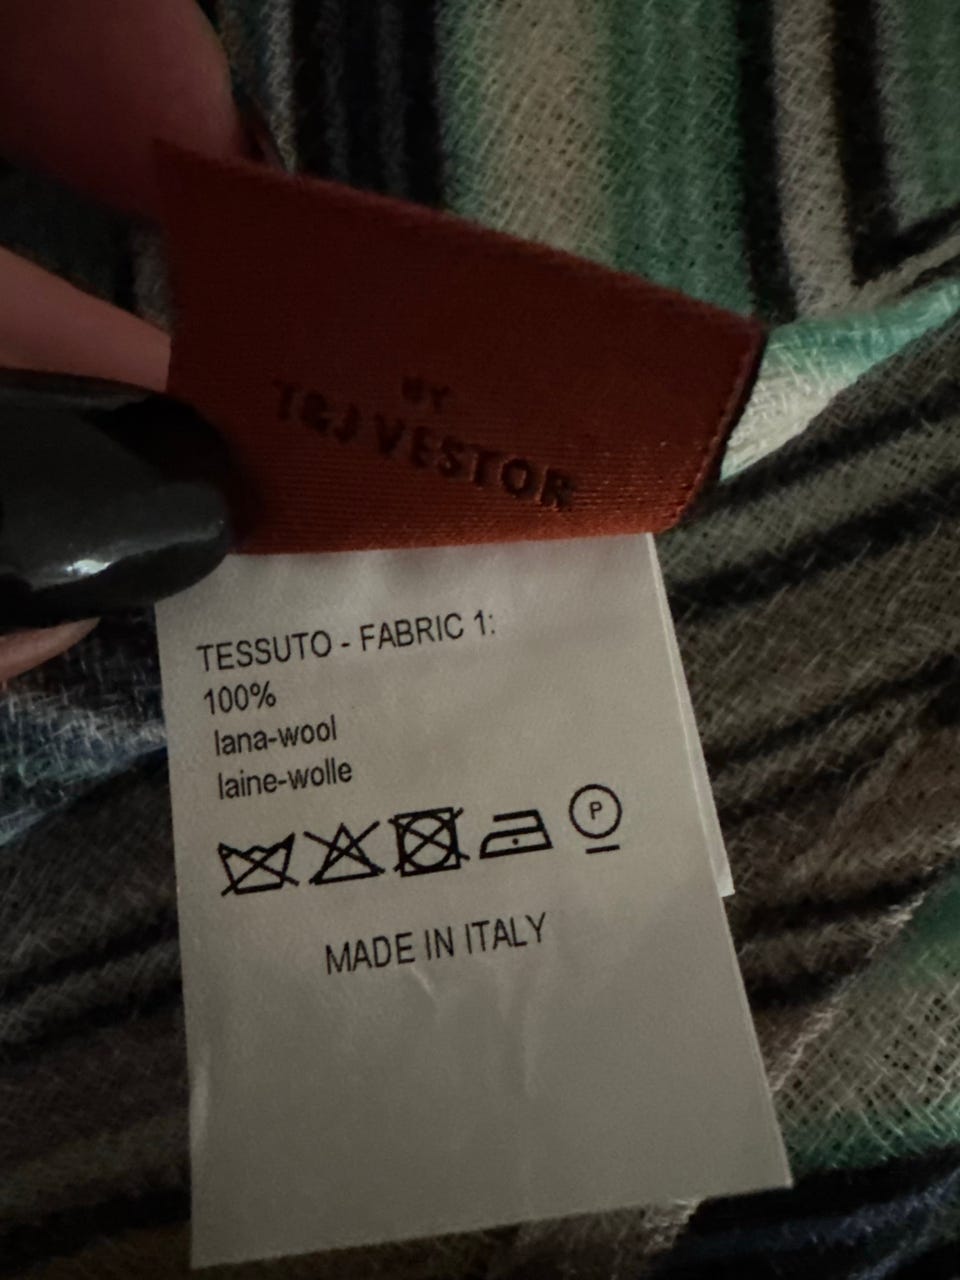 BY
T&J VESTOR
TESSUTO - FABRIC 1:
100%
lana-wool
laine-wolle
P
MADE IN ITALY